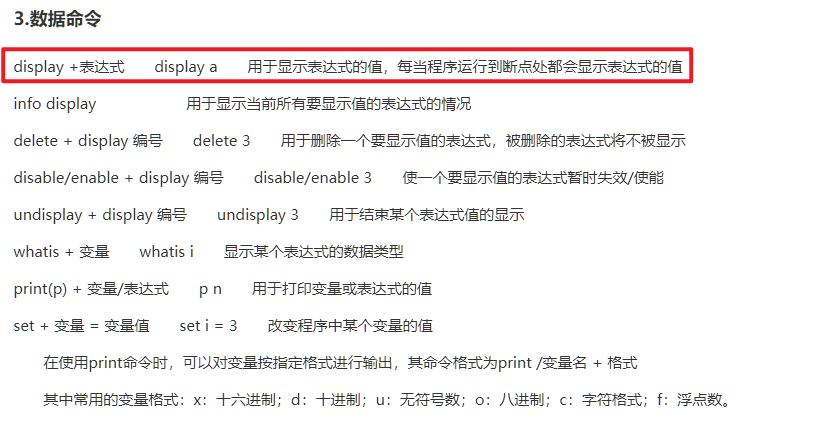 3.数据命令
display +表达式 display a 用于显示表达式的值，每当程序运行到断点处都会显示表达式的值
info display 用于显示当前所有要显示值的表达式的情况
delete + display 编号 delete 3 用于删除一个要显示值的表达式，被删除的表达式将不被显示
disable/enable + display 编号 disable/enable 3 使一个要显示值的表达式暂时失效/使能
undisplay + display 编号 undisplay 3 用于结束某个表达式值的显示
whatis + 变量 whatis i 显示某个表达式的数据类型
print(p) + 变量/表达式 p n 用于打印变量或表达式的值
set + 变量 = 变量值 set i = 3 改变程序中某个变量的值
在使用print命令时，可以对变量按指定格式进行输出，其命令格式为print /变量名 + 格式
其中常用的变量格式：x：十六进制；d：十进制；u：无符号数；o：八进制；c：字符格式；f：浮点数。